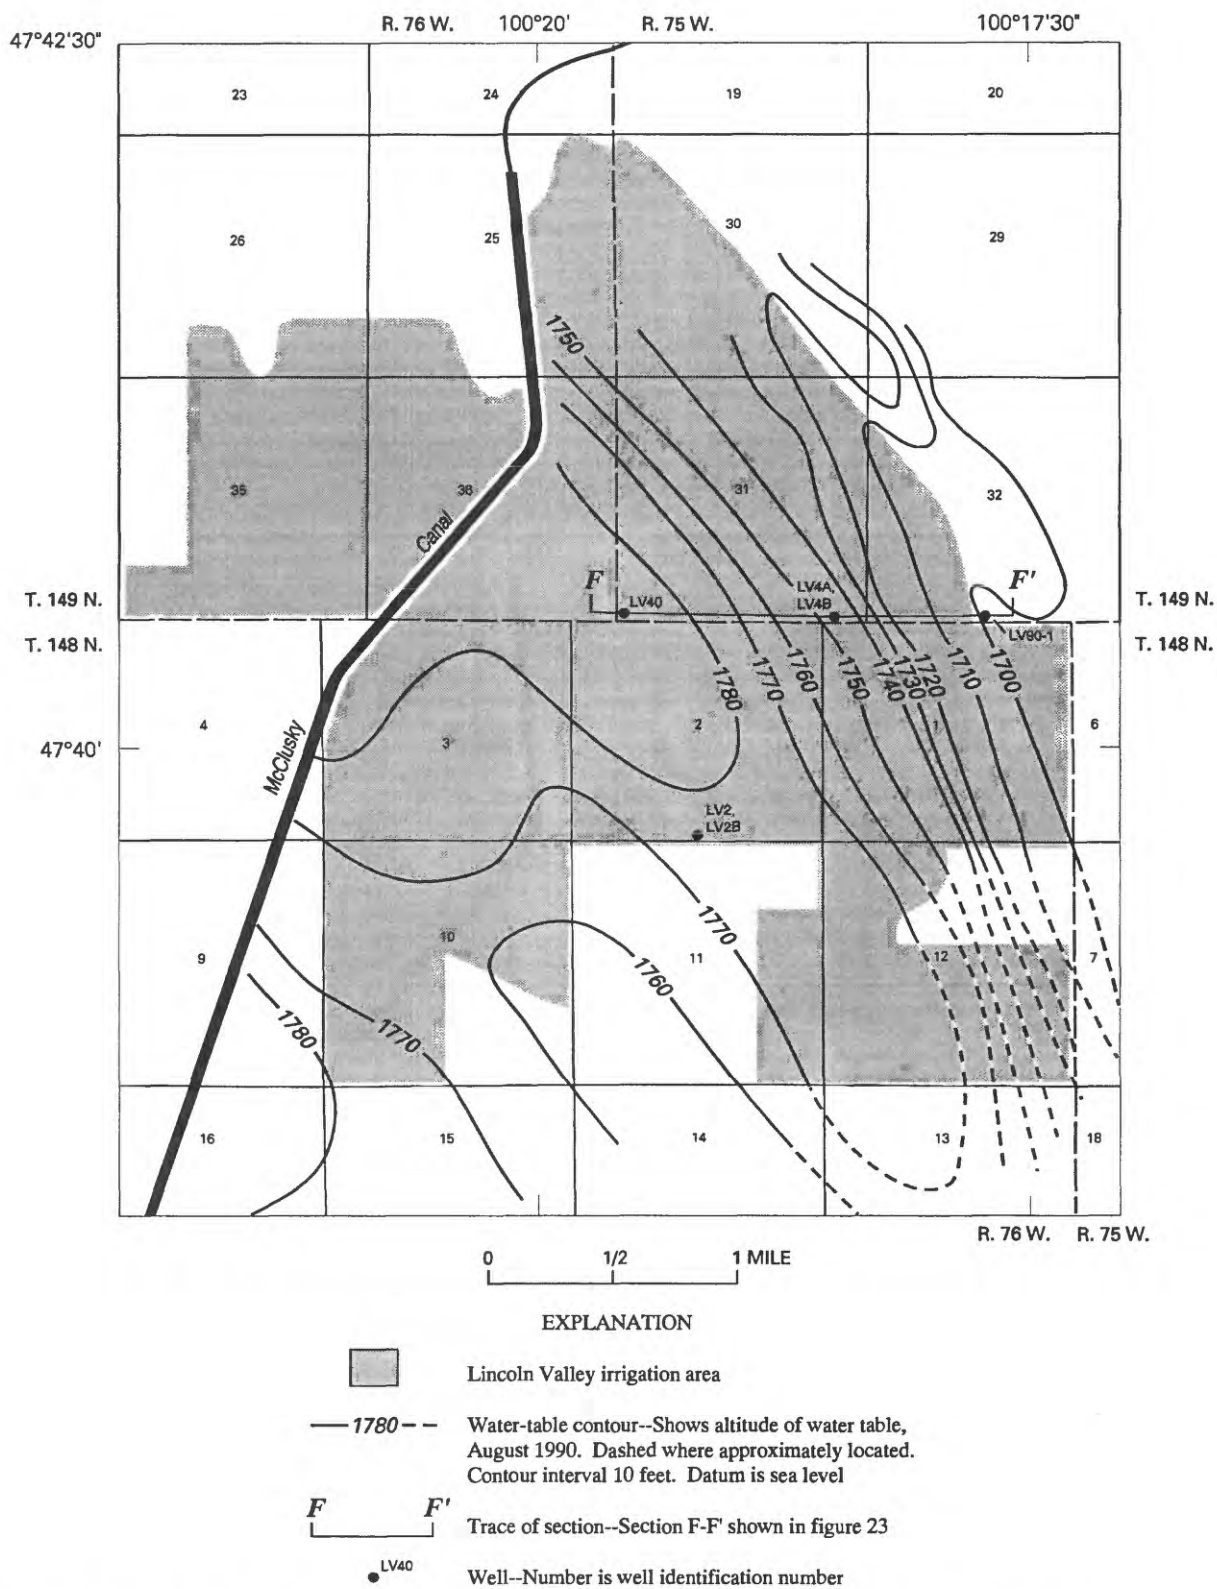 R. 76 W. 100°20' R. 75 W. 100°17'30"
47°42'30"
23 24 19 20
26 25 30 29
1750
35 36 31 32
Canal
F F'
LV40 LV4A, LV4B LV90-1
T. 149 N. T. 149 N.
T. 148 N. T. 148 N.
1780 1770 1760 1750 1740 1730 1720 1710 1700
4 3 2 1 6
47°40'
McClusky
LV2,
LV2B
1770
9 10 11 12 7
1760
1780 1770
16 15 14 13 18
R. 76 W. R. 75 W.
0 1/2 1 MILE
EXPLANATION
Lincoln Valley irrigation area
1780 Water-table contour--Shows altitude of water table,
August 1990. Dashed where approximately located.
Contour interval 10 feet. Datum is sea level
F F' Trace of section--Section F-F' shown in figure 23
LV40 Well--Number is well identification number